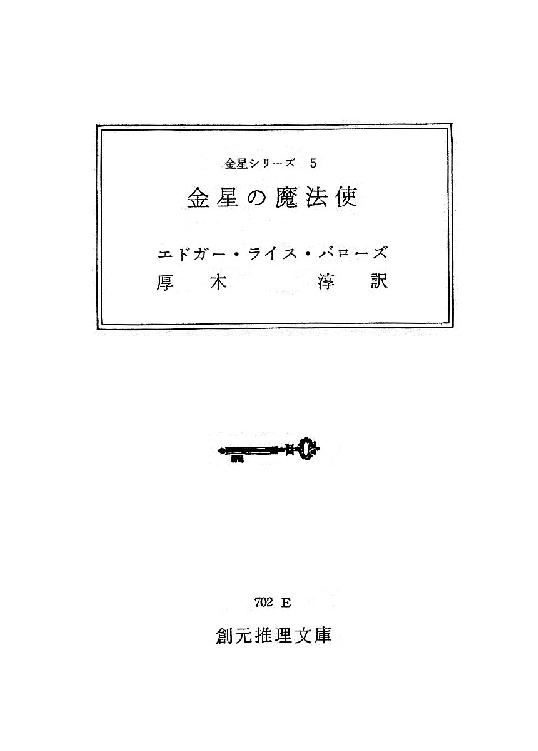 金星シリーズ 5
金星の魔法使
エドガー・ライス・バローズ
厚木 淳 訳
702 E
創元推理文庫